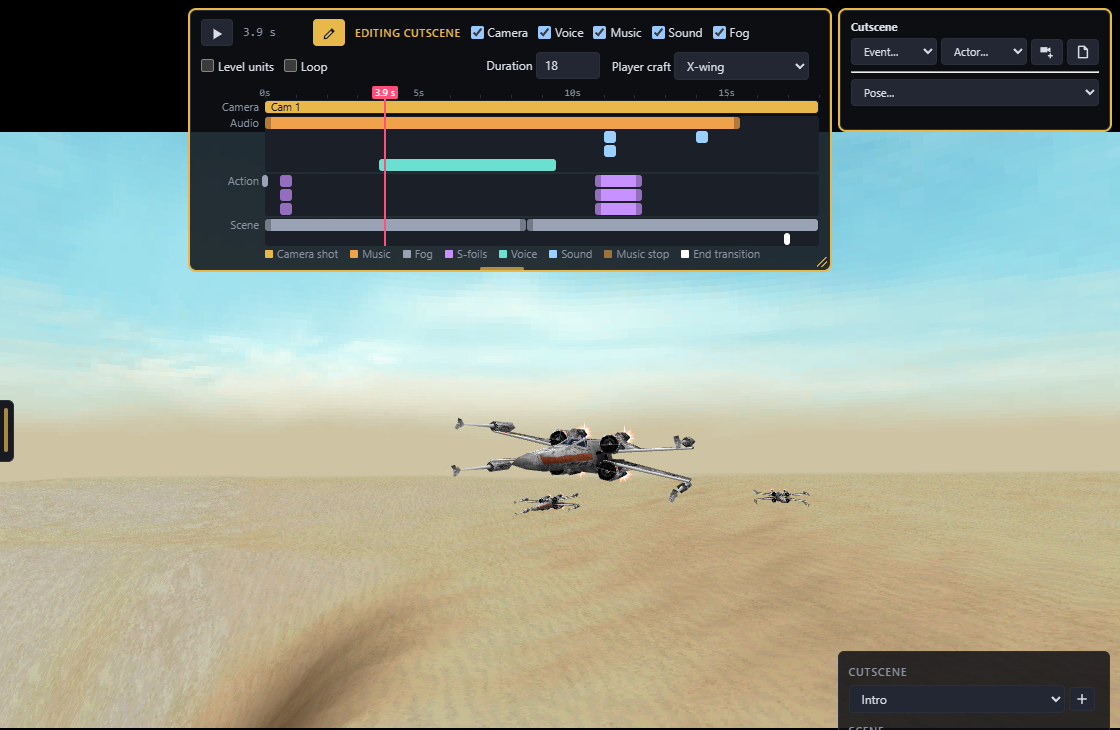 3.9 s EDITING CUTSCENE Camera Voice Music Sound Fog
Level units Loop Duration 18 Player craft X-wing
0s 3.9 s 5s 10s 15s
Camera Cam 1
Audio
Action
Scene
Camera shot Music Fog S-foils Voice Sound Music stop End transition
Cutscene
Event... Actor...
Pose...
CUTSCENE
Intro
SCENE